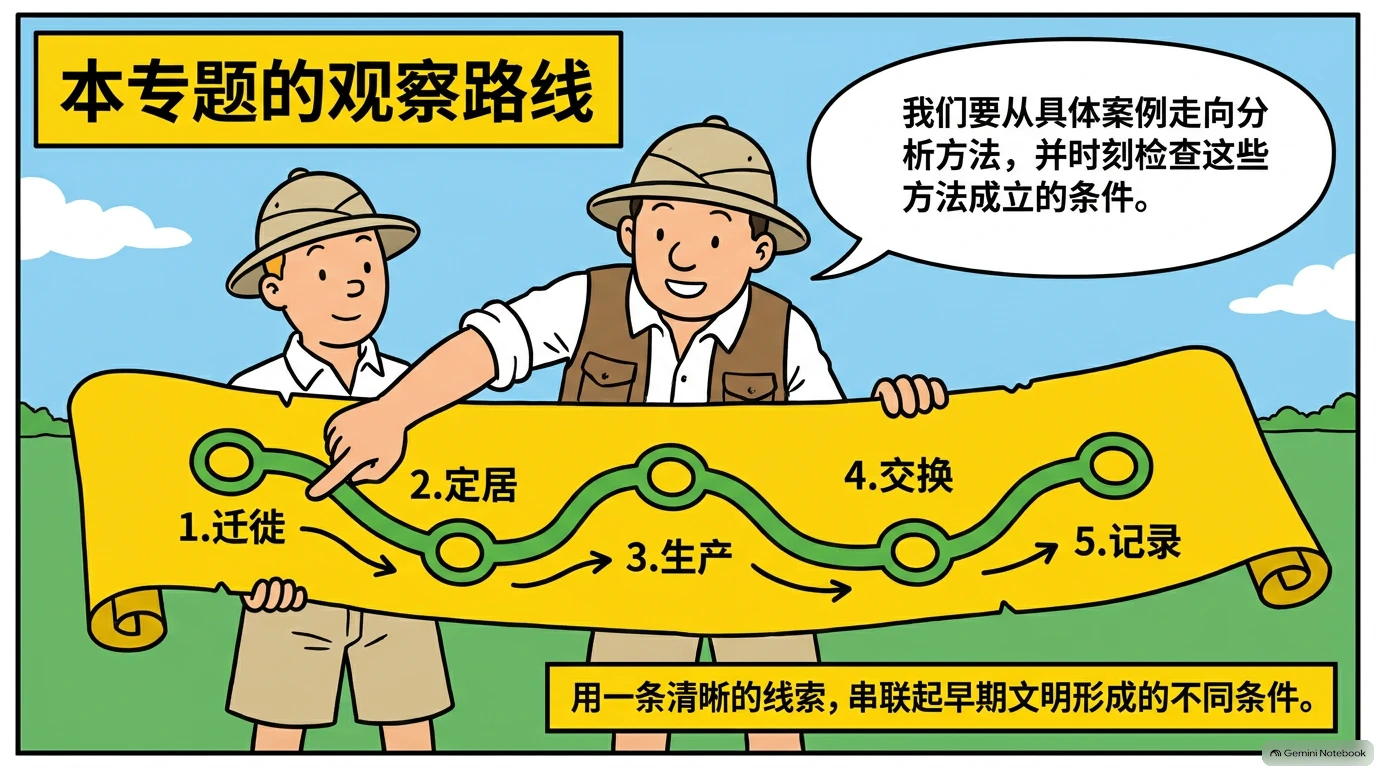 本专题的观察路线
我们要从具体案例走向分
析方法，并时刻检查这些
方法成立的条件。
1.迁徙
2.定居
3.生产
4.交换
5.记录
用一条清晰的线索，串联起早期文明形成的不同条件。
Gemini Notebook